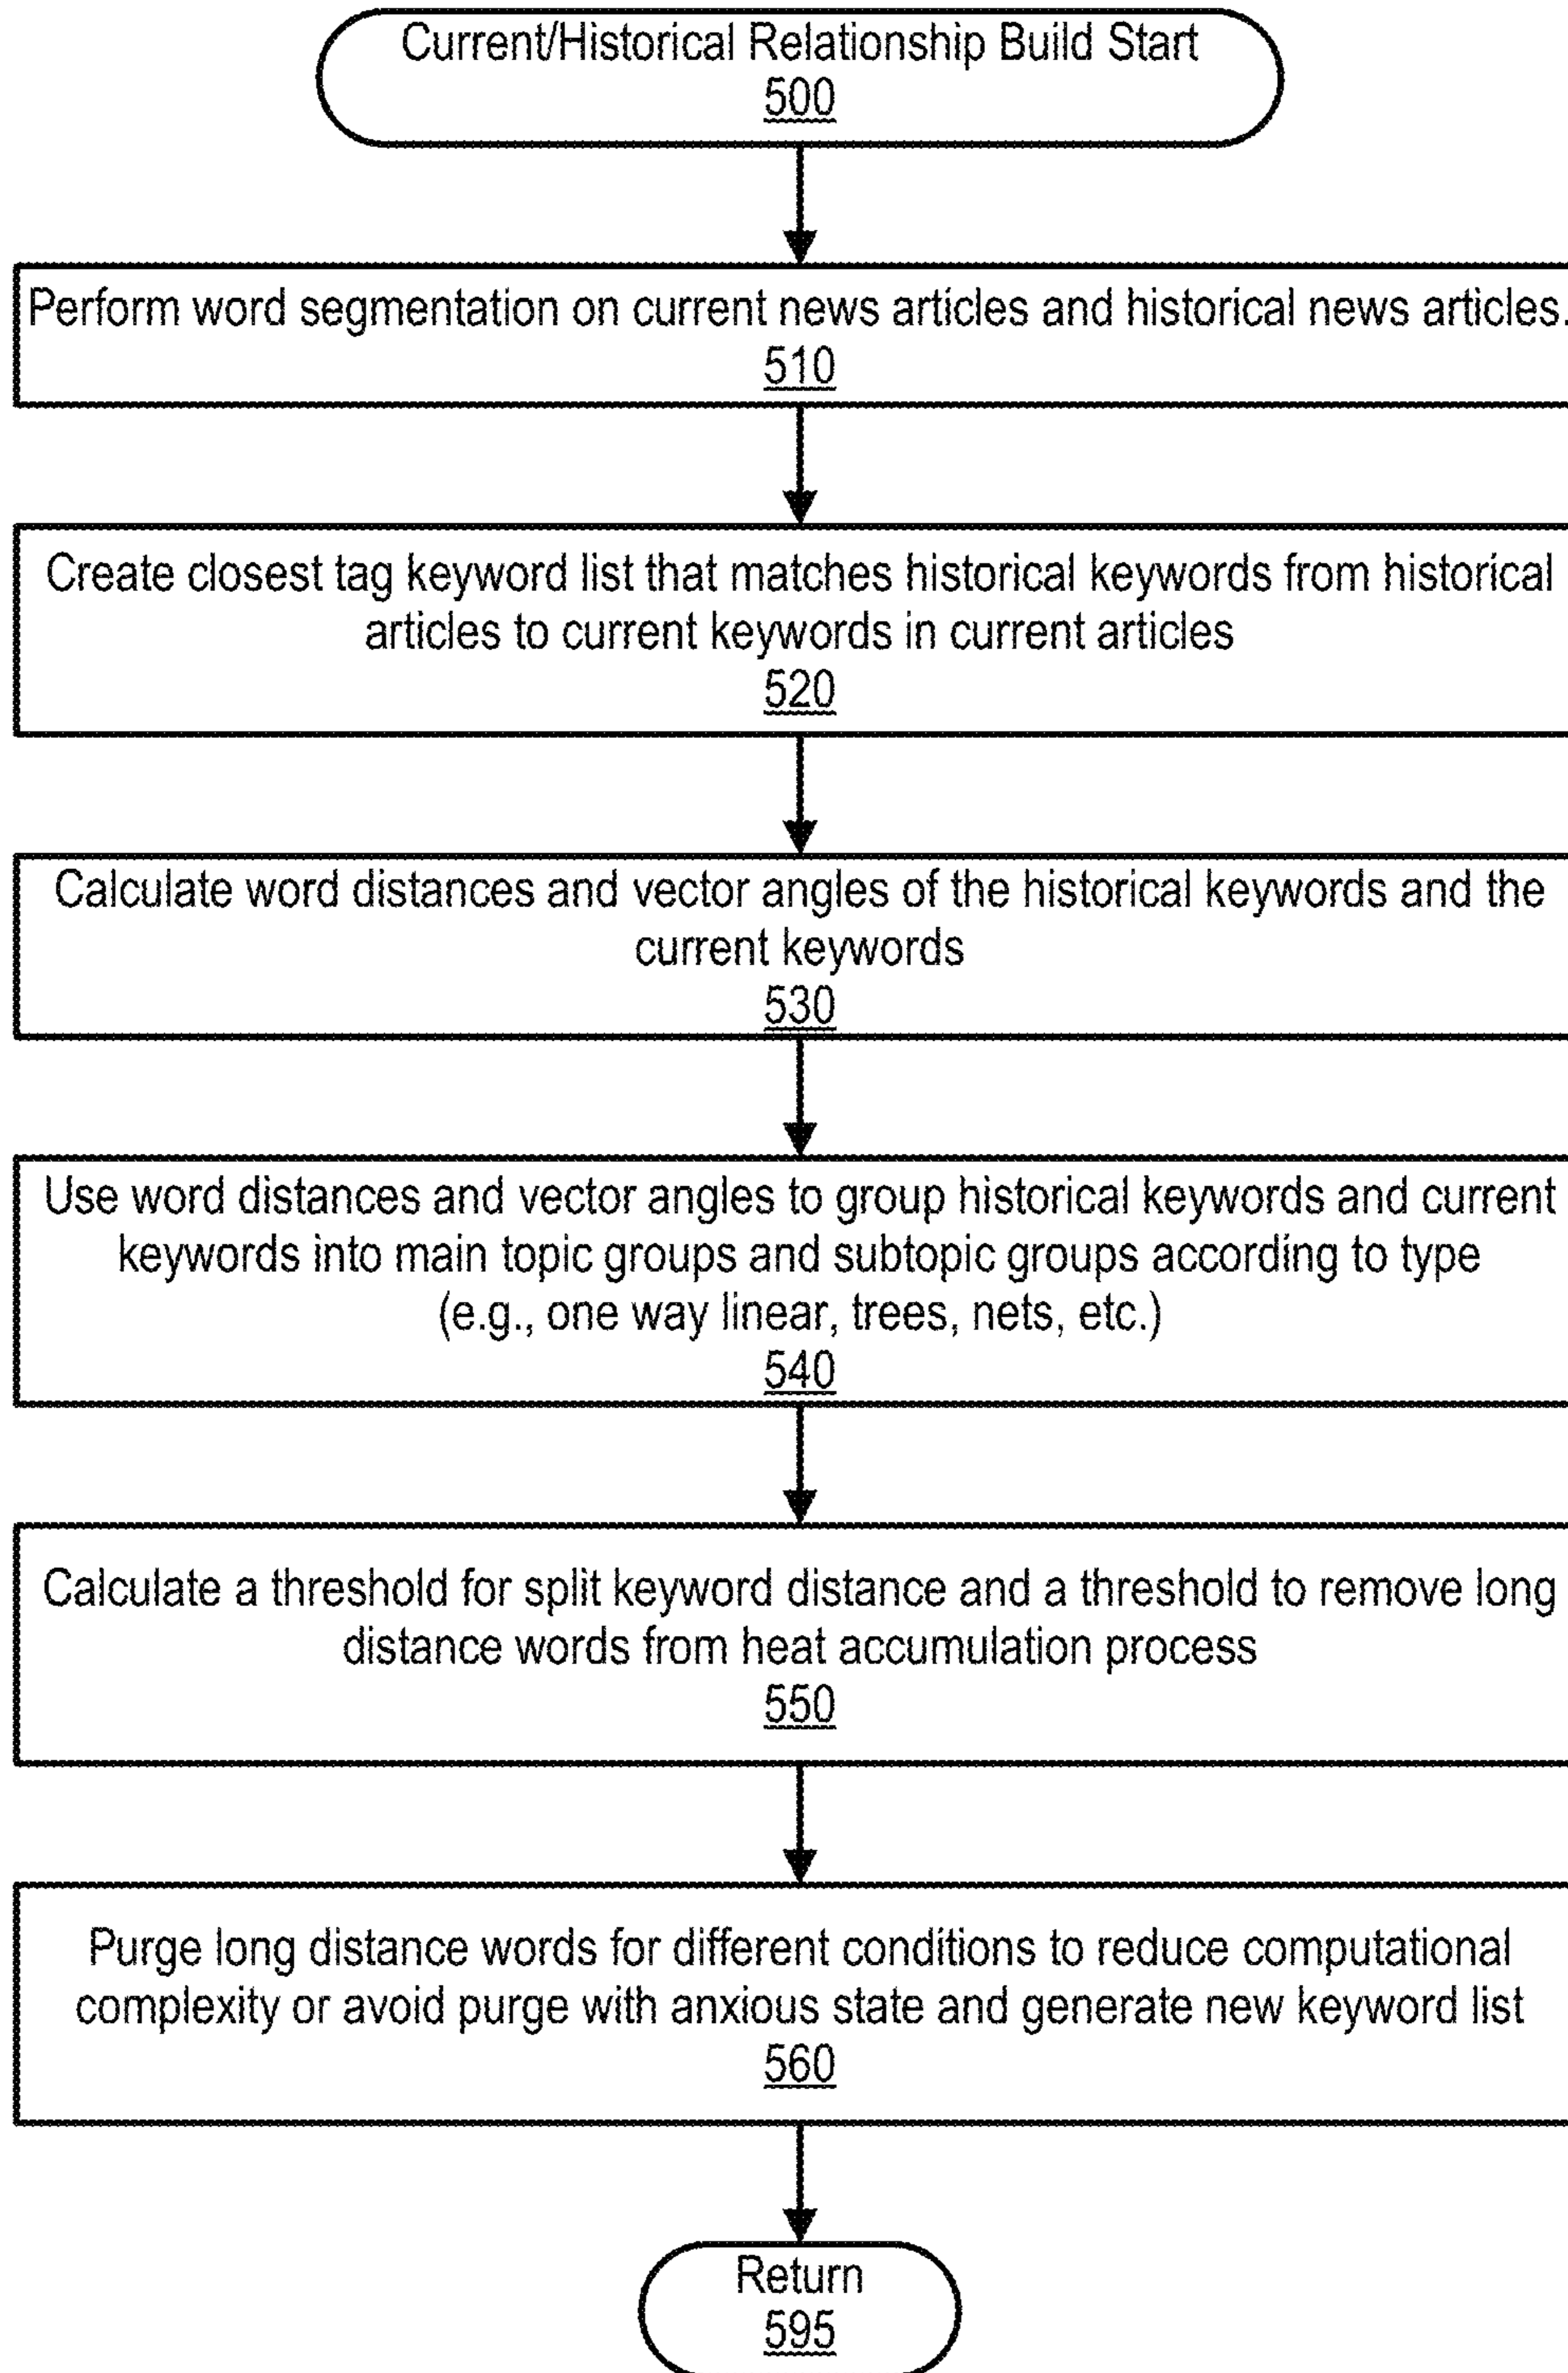 Current/Historical Relationship Build Start
500
Perform word segmentation on current news articles and historical news articles.
510
Create closest tag keyword list that matches historical keywords from historical
articles to current keywords in current articles
520
Calculate word distances and vector angles of the historical keywords and the
current keywords
530
Use word distances and vector angles to group historical keywords and current
keywords into main topic groups and subtopic groups according to type
(e.g., one way linear, trees, nets, etc.)
540
Calculate a threshold for split keyword distance and a threshold to remove long
distance words from heat accumulation process
550
Purge long distance words for different conditions to reduce computational
complexity or avoid purge with anxious state and generate new keyword list
560
Return
595